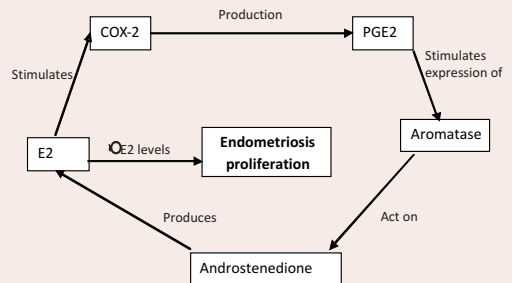 Production
COX-2
PGE2
Stimulates
Stimulates
expression of
Aromatase
E2
E2 levels
Endometriosis
proliferation
Produces
Act on
Androstenedione